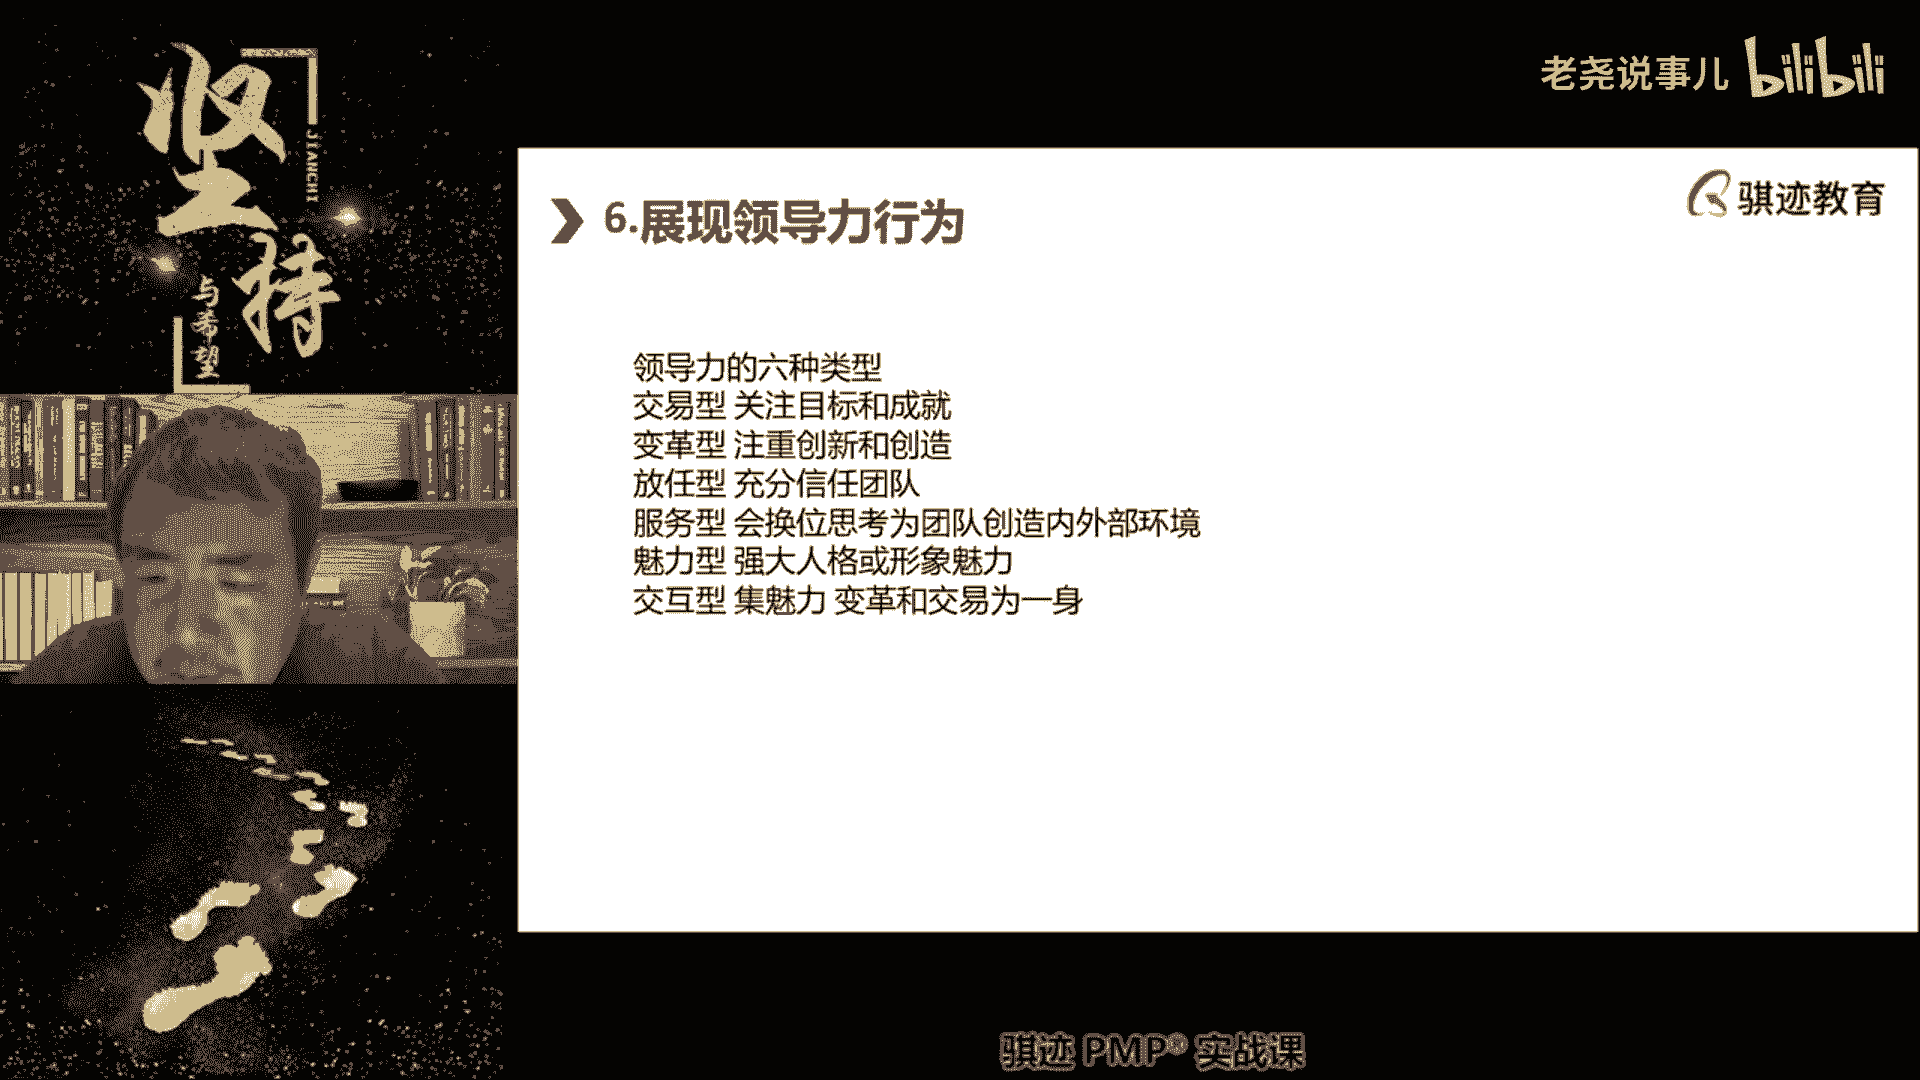 坚持
JIANCHI
与希望
老尧说事儿 bilibili
骐迹教育
6.展现领导力行为
领导力的六种类型
交易型 关注目标和成就
变革型 注重创新和创造
放任型 充分信任团队
服务型 会换位思考为团队创造内外部环境
魅力型 强大人格或形象魅力
交互型 集魅力 变革和交易为一身
骐迹 PMP® 实战课